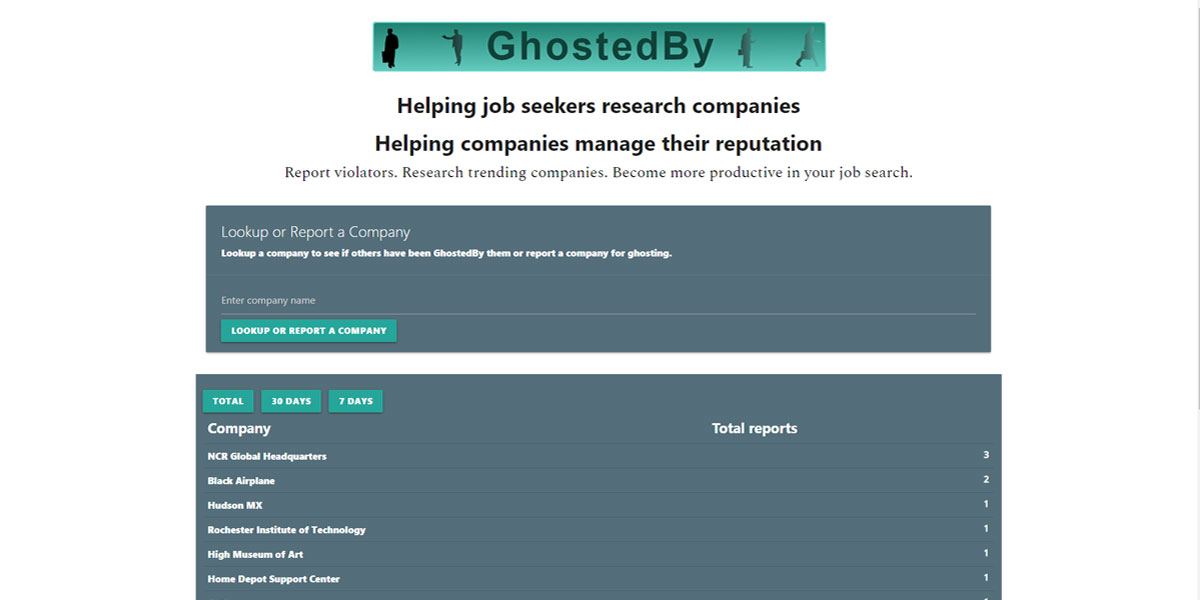 GhostedBy
Helping job seekers research companies
Helping companies manage their reputation
Report violators. Research trending companies. Become more productive in your job search.
Lookup or Report a Company
Lookup a company to see if others have been GhostedBy them or report a company for ghosting.
Enter company name
LOOKUP OR REPORT A COMPANY
TOTAL 30 DAYS 7 DAYS
Company Total reports
NCR Global Headquarters 3
Black Airplane 2
Hudson MX 1
Rochester Institute of Technology 1
High Museum of Art 1
Home Depot Support Center 1